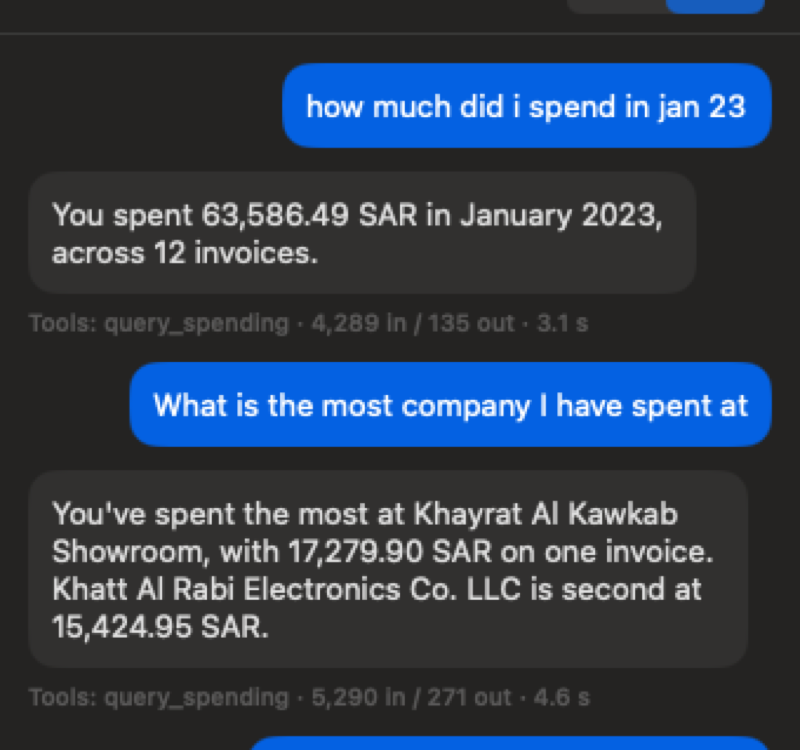 how much did i spend in jan 23
You spent 63,586.49 SAR in January 2023,
across 12 invoices.
Tools: query_spending · 4,289 in / 135 out · 3.1 s
What is the most company I have spent at
You've spent the most at Khayrat Al Kawkab
Showroom, with 17,279.90 SAR on one invoice.
Khatt Al Rabi Electronics Co. LLC is second at
15,424.95 SAR.
Tools: query_spending · 5,290 in / 271 out · 4.6 s